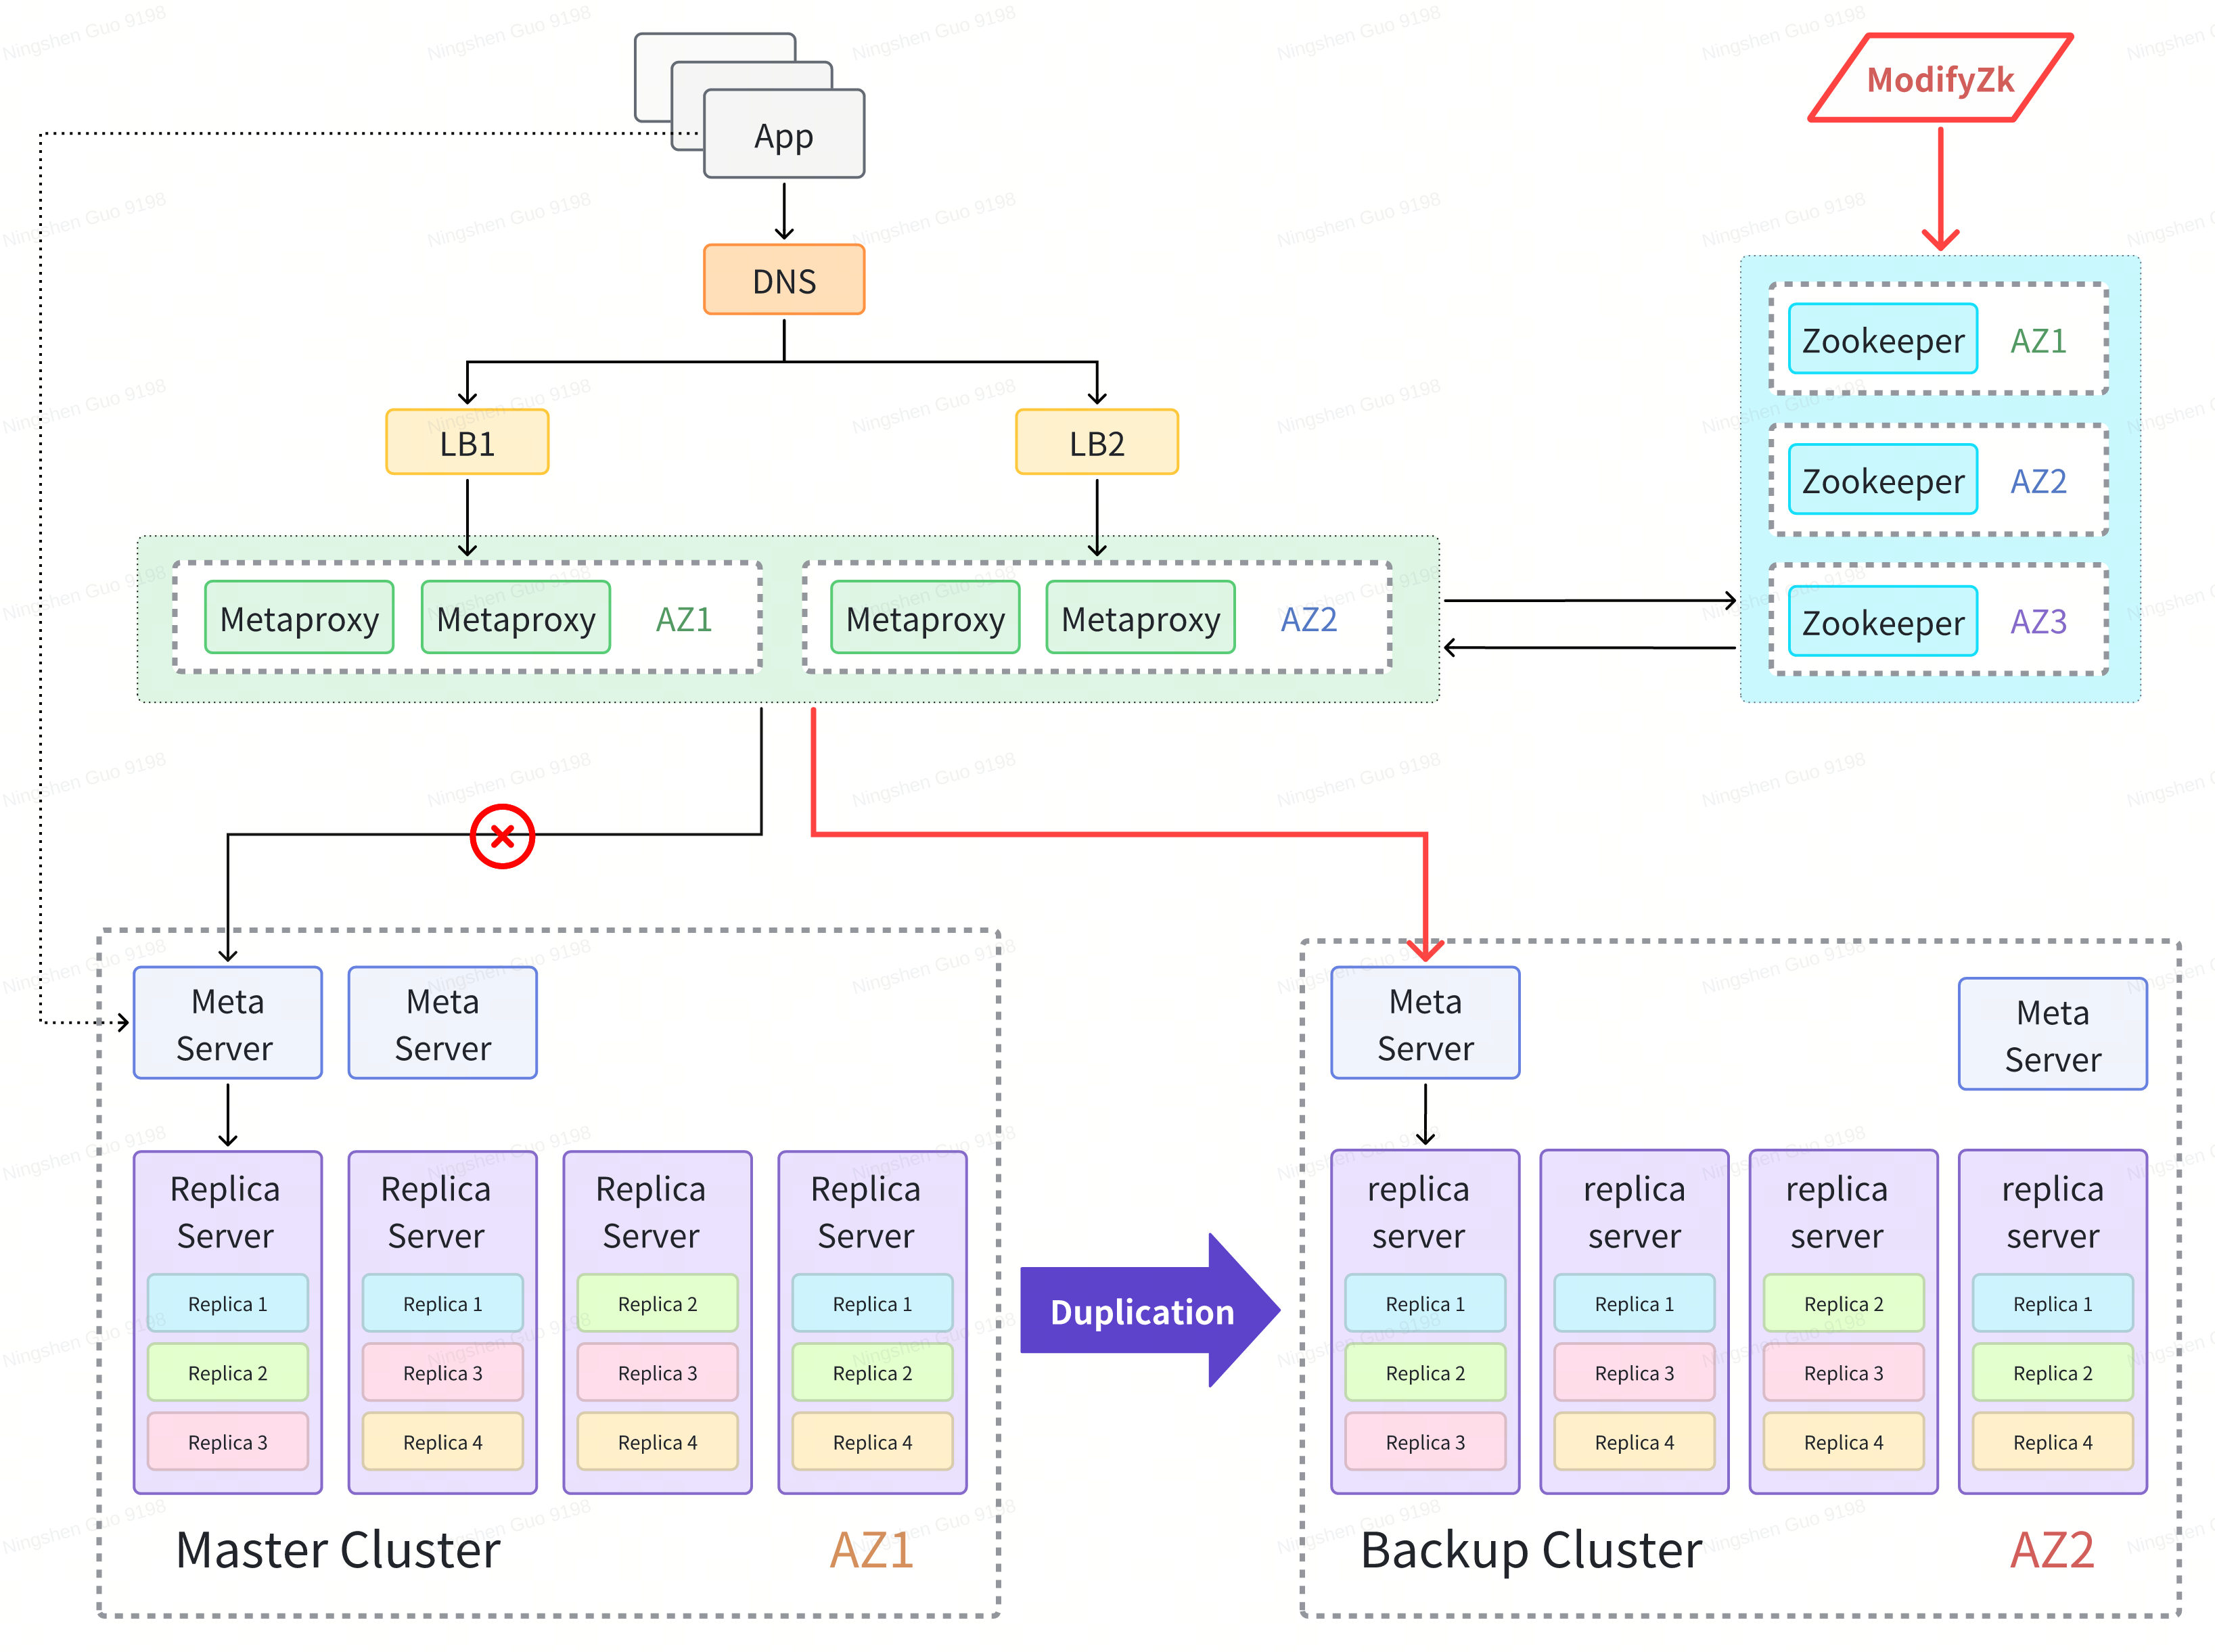 App
ModifyZk
DNS
LB1
LB2
Zookeeper AZ1
Zookeeper AZ2
Zookeeper AZ3
Metaproxy Metaproxy AZ1
Metaproxy Metaproxy AZ2
Meta
Server
Meta
Server
Replica
Server
Replica 1
Replica 2
Replica 3
Replica
Server
Replica 1
Replica 3
Replica 4
Replica
Server
Replica 2
Replica 3
Replica 4
Replica
Server
Replica 1
Replica 2
Replica 4
Master Cluster AZ1
Duplication
Meta
Server
Meta
Server
replica
server
Replica 1
Replica 2
Replica 3
replica
server
Replica 1
Replica 3
Replica 4
replica
server
Replica 2
Replica 3
Replica 4
replica
server
Replica 1
Replica 2
Replica 4
Backup Cluster AZ2
Ningshen Guo 9198